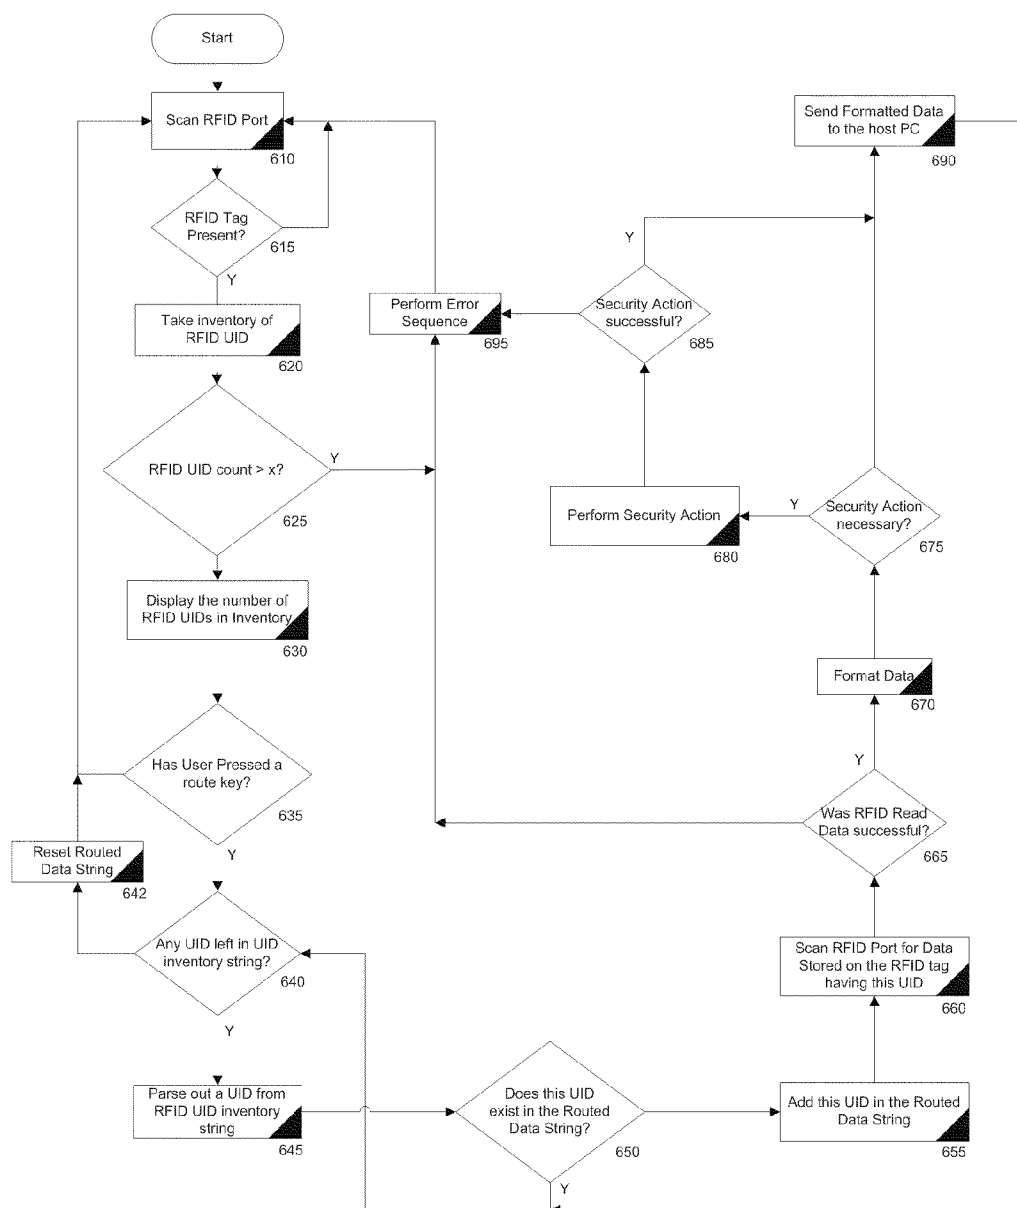 Start
Scan RFID Port
610
RFID Tag
Present?
615
Y
Take inventory of
RFID UID
620
RFID UID count > x?
Y
625
Display the number of
RFID UIDs in Inventory
630
Has User Pressed a
route key?
635
Y
Reset Routed
Data String
642
Any UID left in UID
inventory string?
640
Y
Parse out a UID from
RFID UID inventory
string
645
Does this UID
exist in the Routed
Data String?
650
Y
Add this UID in the Routed
Data String
655
Scan RFID Port for Data
Stored on the RFID tag
having this UID
660
Was RFID Read
Data successful?
665
Y
Format Data
670
Security Action
necessary?
675
Y
Perform Security Action
680
Security Action
successful?
685
Y
Perform Error
Sequence
695
Send Formatted Data
to the host PC
690